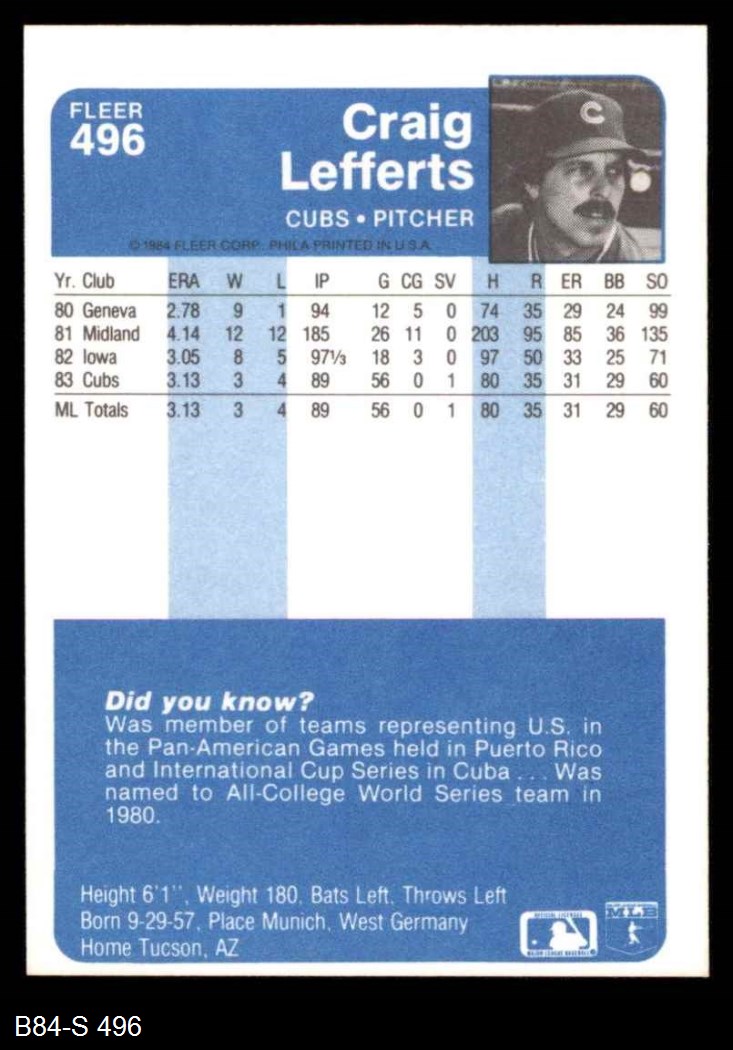 FLEER
496
Craig
Lefferts
CUBS • PITCHER
© 1984 FLEER CORP. PHILA PRINTED IN U.S.A.
C
Yr. Club ERA W L IP G CG SV H R ER BB SO
80 Geneva 2.78 9 1 94 12 5 0 74 35 29 24 99
81 Midland 4.14 12 12 185 26 11 0 203 95 85 36 135
82 Iowa 3.05 8 5 97⅓ 18 3 0 97 50 33 25 71
83 Cubs 3.13 3 4 89 56 0 1 80 35 31 29 60
ML Totals 3.13 3 4 89 56 0 1 80 35 31 29 60
Did you know?
Was member of teams representing U.S. in
the Pan-American Games held in Puerto Rico
and International Cup Series in Cuba . . . Was
named to All-College World Series team in
1980.
Height 6'1", Weight 180, Bats Left, Throws Left
Born 9-29-57, Place Munich, West Germany
Home Tucson, AZ
OFFICIAL LICENSEE
MAJOR LEAGUE BASEBALL
MLB
B84-S 496